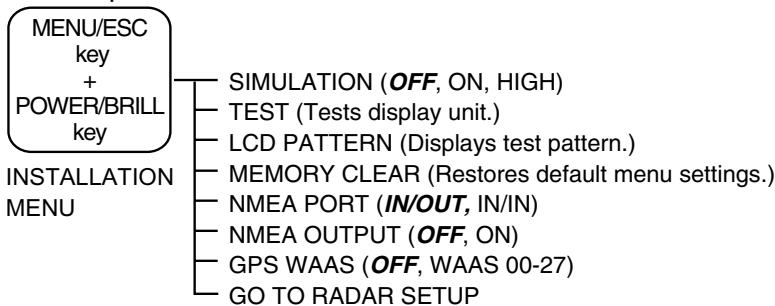 MENU/ESC
key
+
POWER/BRILL
key
INSTALLATION
MENU
SIMULATION (OFF, ON, HIGH)
TEST (Tests display unit.)
LCD PATTERN (Displays test pattern.)
MEMORY CLEAR (Restores default menu settings.)
NMEA PORT (IN/OUT, IN/IN)
NMEA OUTPUT (OFF, ON)
GPS WAAS (OFF, WAAS 00-27)
GO TO RADAR SETUP